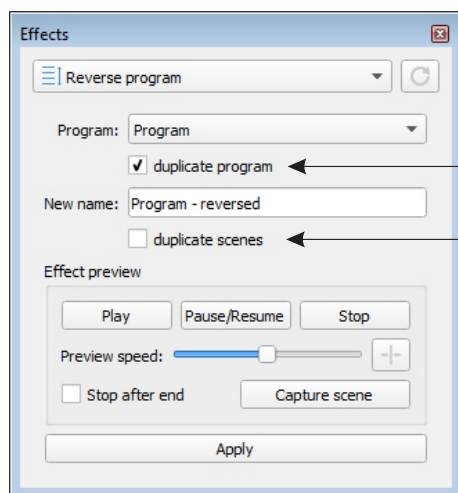 Effects
Reverse program
Program: Program
duplicate program
New name: Program - reversed
duplicate scenes
Effect preview
Play Pause/Resume Stop
Preview speed:
Stop after end Capture scene
Apply